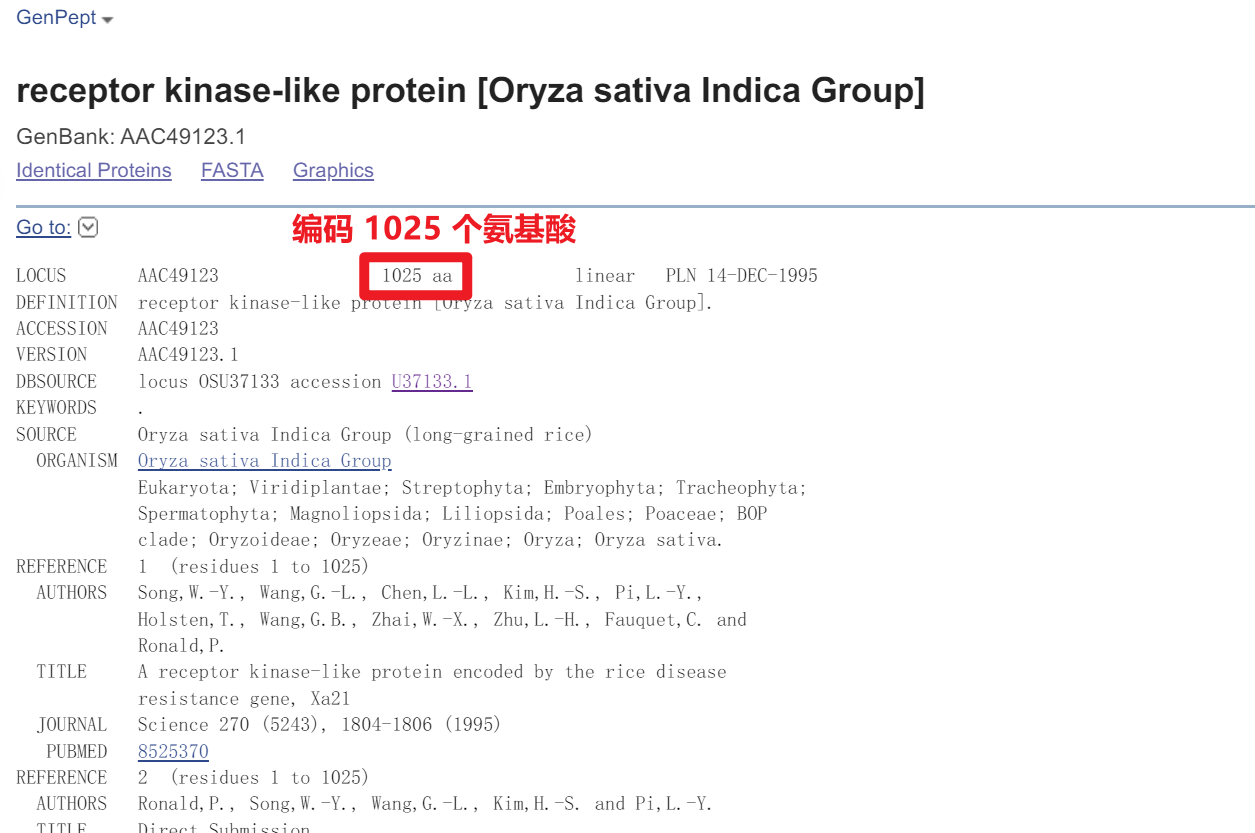 GenPept
receptor kinase-like protein [Oryza sativa Indica Group]
GenBank: AAC49123.1
Identical Proteins FASTA Graphics
Go to:
编码 1025 个氨基酸
LOCUS AAC49123 1025 aa linear PLN 14-DEC-1995
DEFINITION receptor kinase-like protein [Oryza sativa Indica Group].
ACCESSION AAC49123
VERSION AAC49123.1
DBSOURCE locus OSU37133 accession U37133.1
KEYWORDS .
SOURCE Oryza sativa Indica Group (long-grained rice)
ORGANISM Oryza sativa Indica Group
Eukaryota; Viridiplantae; Streptophyta; Embryophyta; Tracheophyta;
Spermatophyta; Magnoliopsida; Liliopsida; Poales; Poaceae; BOP
clade; Oryzoideae; Oryzeae; Oryzinae; Oryza; Oryza sativa.
REFERENCE 1 (residues 1 to 1025)
AUTHORS Song,W.-Y., Wang,G.-L., Chen,L.-L., Kim,H.-S., Pi,L.-Y.,
Holsten,T., Wang,G.B., Zhai,W.-X., Zhu,L.-H., Fauquet,C. and
Ronald,P.
TITLE A receptor kinase-like protein encoded by the rice disease
resistance gene, Xa21
JOURNAL Science 270 (5243), 1804-1806 (1995)
PUBMED 8525370
REFERENCE 2 (residues 1 to 1025)
AUTHORS Ronald,P., Song,W.-Y., Wang,G.-L., Kim,H.-S. and Pi,L.-Y.
TITLE Direct Submission